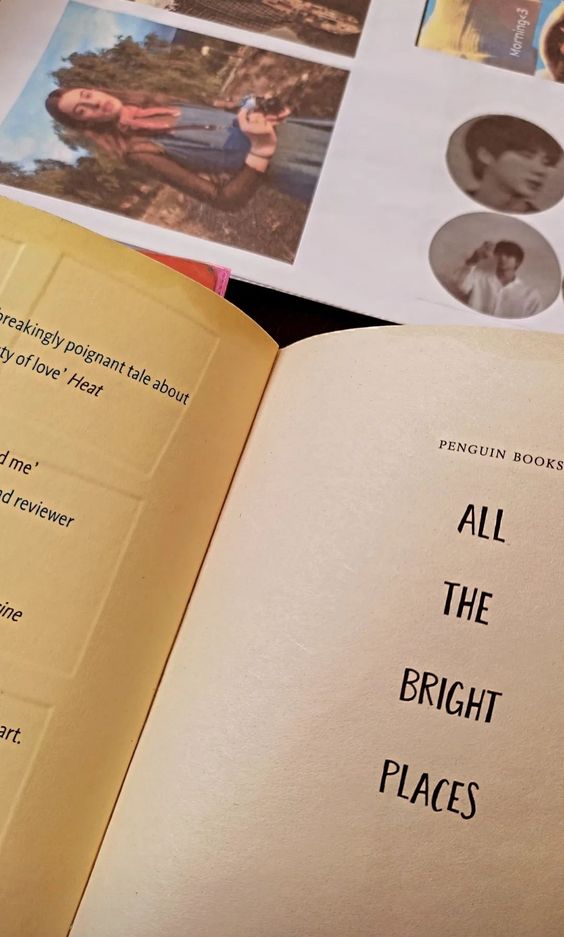 Morning<3
breakingly poignant tale about
ty of love' Heat
d me'
d reviewer
ine
art.
PENGUIN BOOKS
ALL
THE
BRIGHT
PLACES